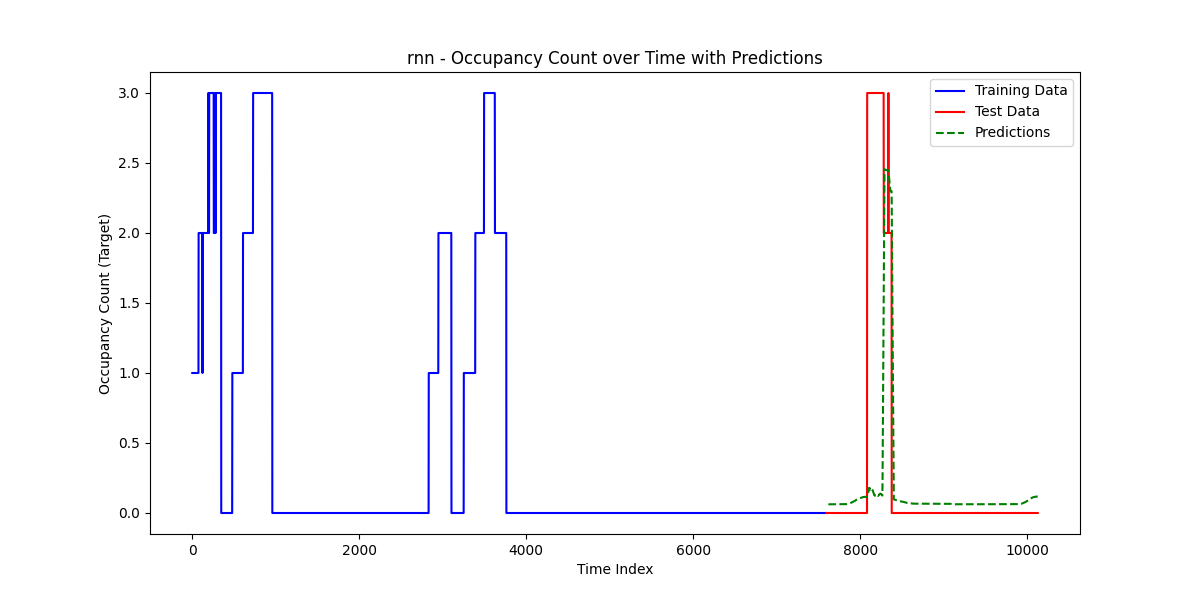 rnn - Occupancy Count over Time with Predictions
Training Data
Test Data
Predictions
Occupancy Count (Target)
3.0
2.5
2.0
1.5
1.0
0.5
0.0
0 2000 4000 6000 8000 10000
Time Index